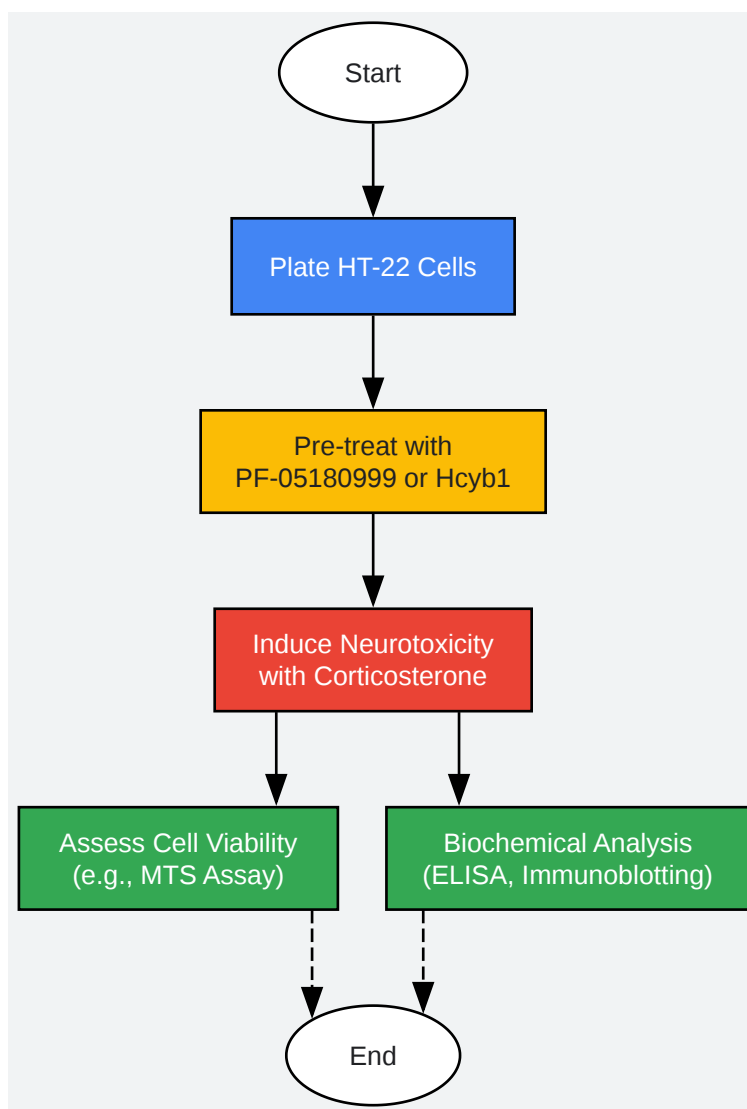 Start
Plate HT-22 Cells
Pre-treat with
PF-05180999 or Hcyb1
Induce Neurotoxicity
with Corticosterone
Assess Cell Viability
(e.g., MTS Assay)
Biochemical Analysis
(ELISA, Immunoblotting)
End